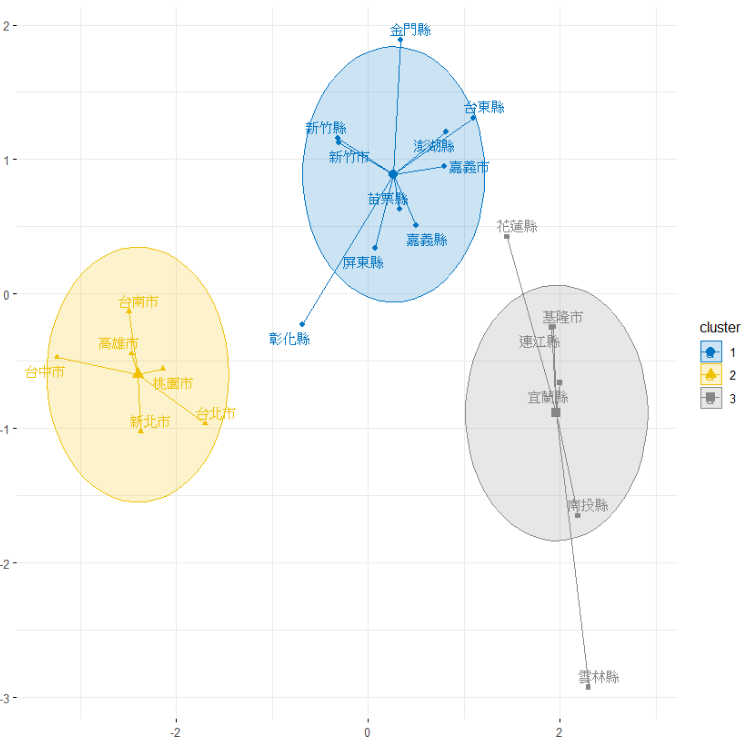 2
金門縣
台東縣
新竹縣
澎湖縣
新竹市
1
嘉義市
苗栗縣
花蓮縣
嘉義縣
屏東縣
0
台南市
基隆市
cluster
彰化縣
連江縣
高雄市
1
台中市
桃園市
2
宜蘭縣
3
台北市
新北市
-1
南投縣
-2
雲林縣
-3
-2
0
2